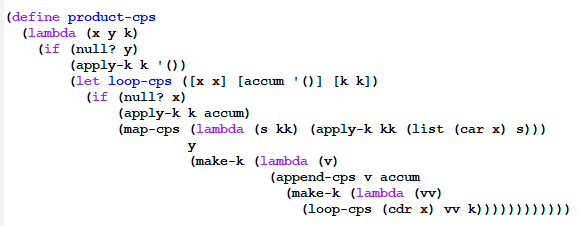 (define product-cps
(lambda (x y k)
(if (null? y)
(apply-k k '())
(let loop-cps ([x x] [accum '()] [k k])
(if (null? x)
(apply-k k accum)
(map-cps (lambda (s kk) (apply-k kk (list (car x) s)))
y
(make-k (lambda (v)
(append-cps v accum
(make-k (lambda (vv)
(loop-cps (cdr x) vv k))))))))))))